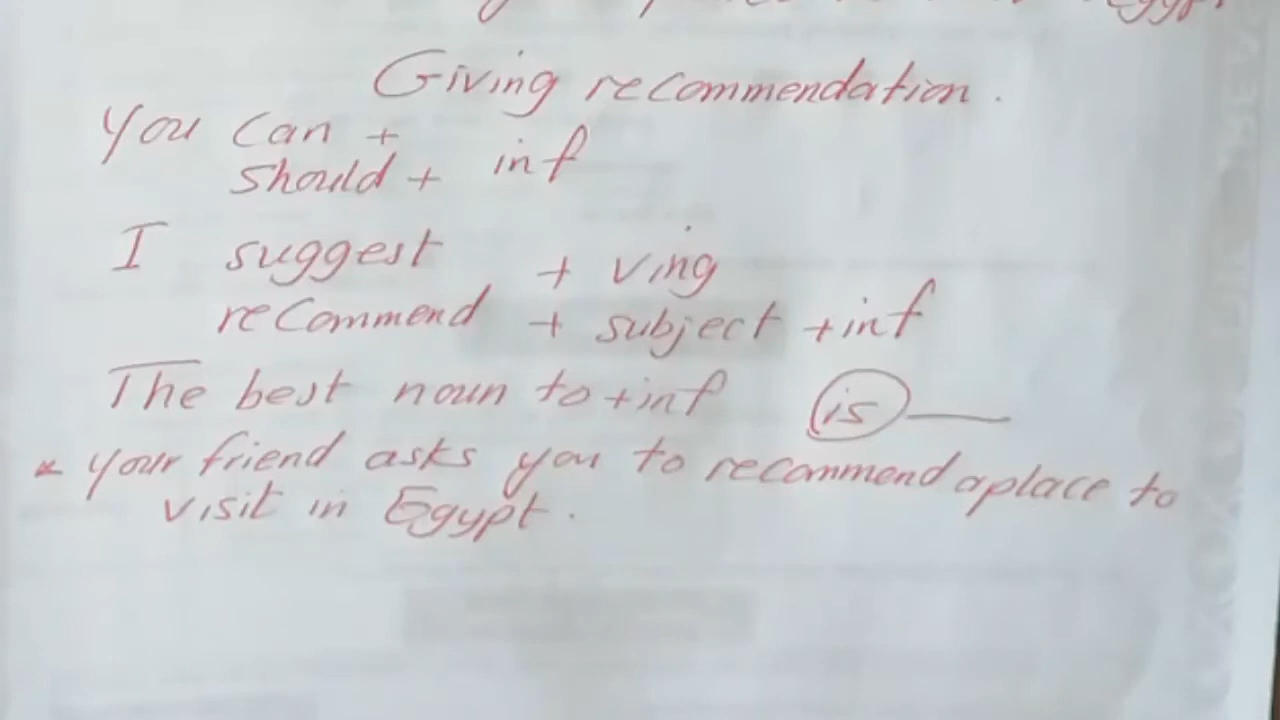 Giving recommendation.
You can +
should + inf
I suggest + ving
recommend + subject + inf
The best noun to + inf is
* your friend asks you to recommend a place to
visit in Egypt.